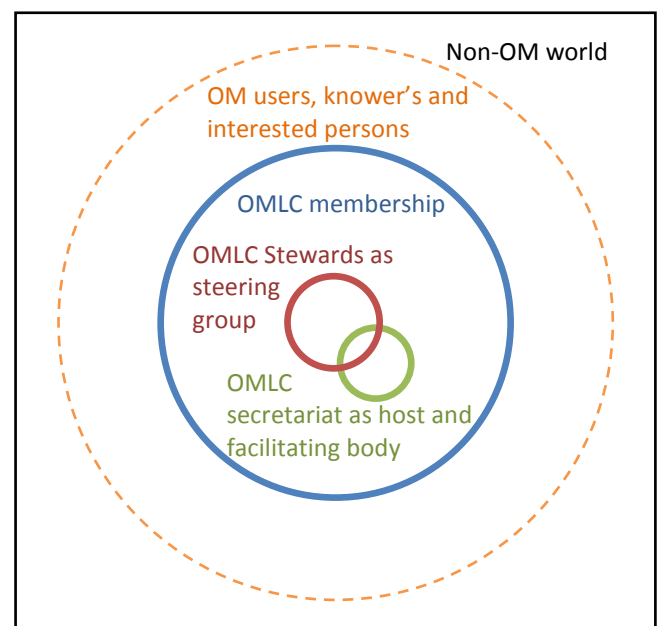 Non-OM world
OM users, knower's and
interested persons
OMLC membership
OMLC Stewards as
steering
group
OMLC
secretariat as host and
facilitating body